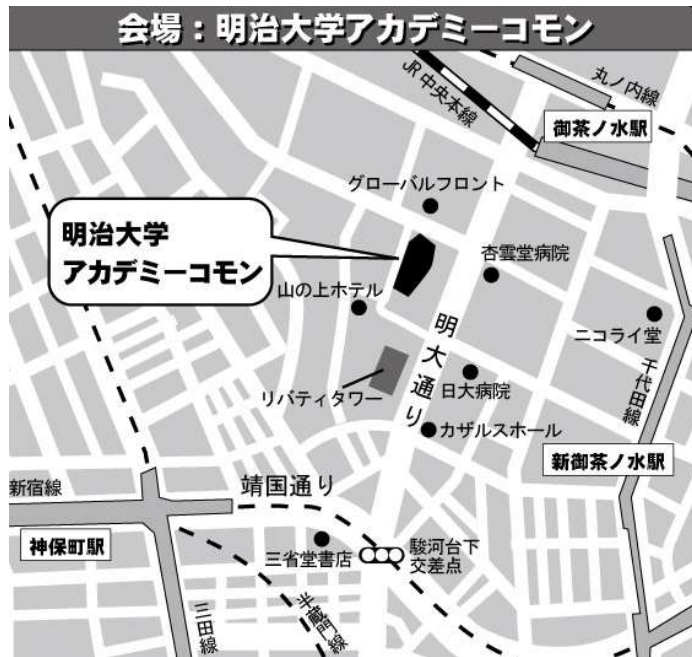 会場：明治大学アカデミーコモン
丸ノ内線
JR中央本線
御茶ノ水駅
グローバルフロント
明治大学
アカデミーコモン
杏雲堂病院
山の上ホテル
ニコライ堂
明大通り
千代田線
リバティタワー
日大病院
カザルスホール
新御茶ノ水駅
新宿線
靖国通り
神保町駅
三省堂書店
駿河台下
交差点
三田線
半蔵門線